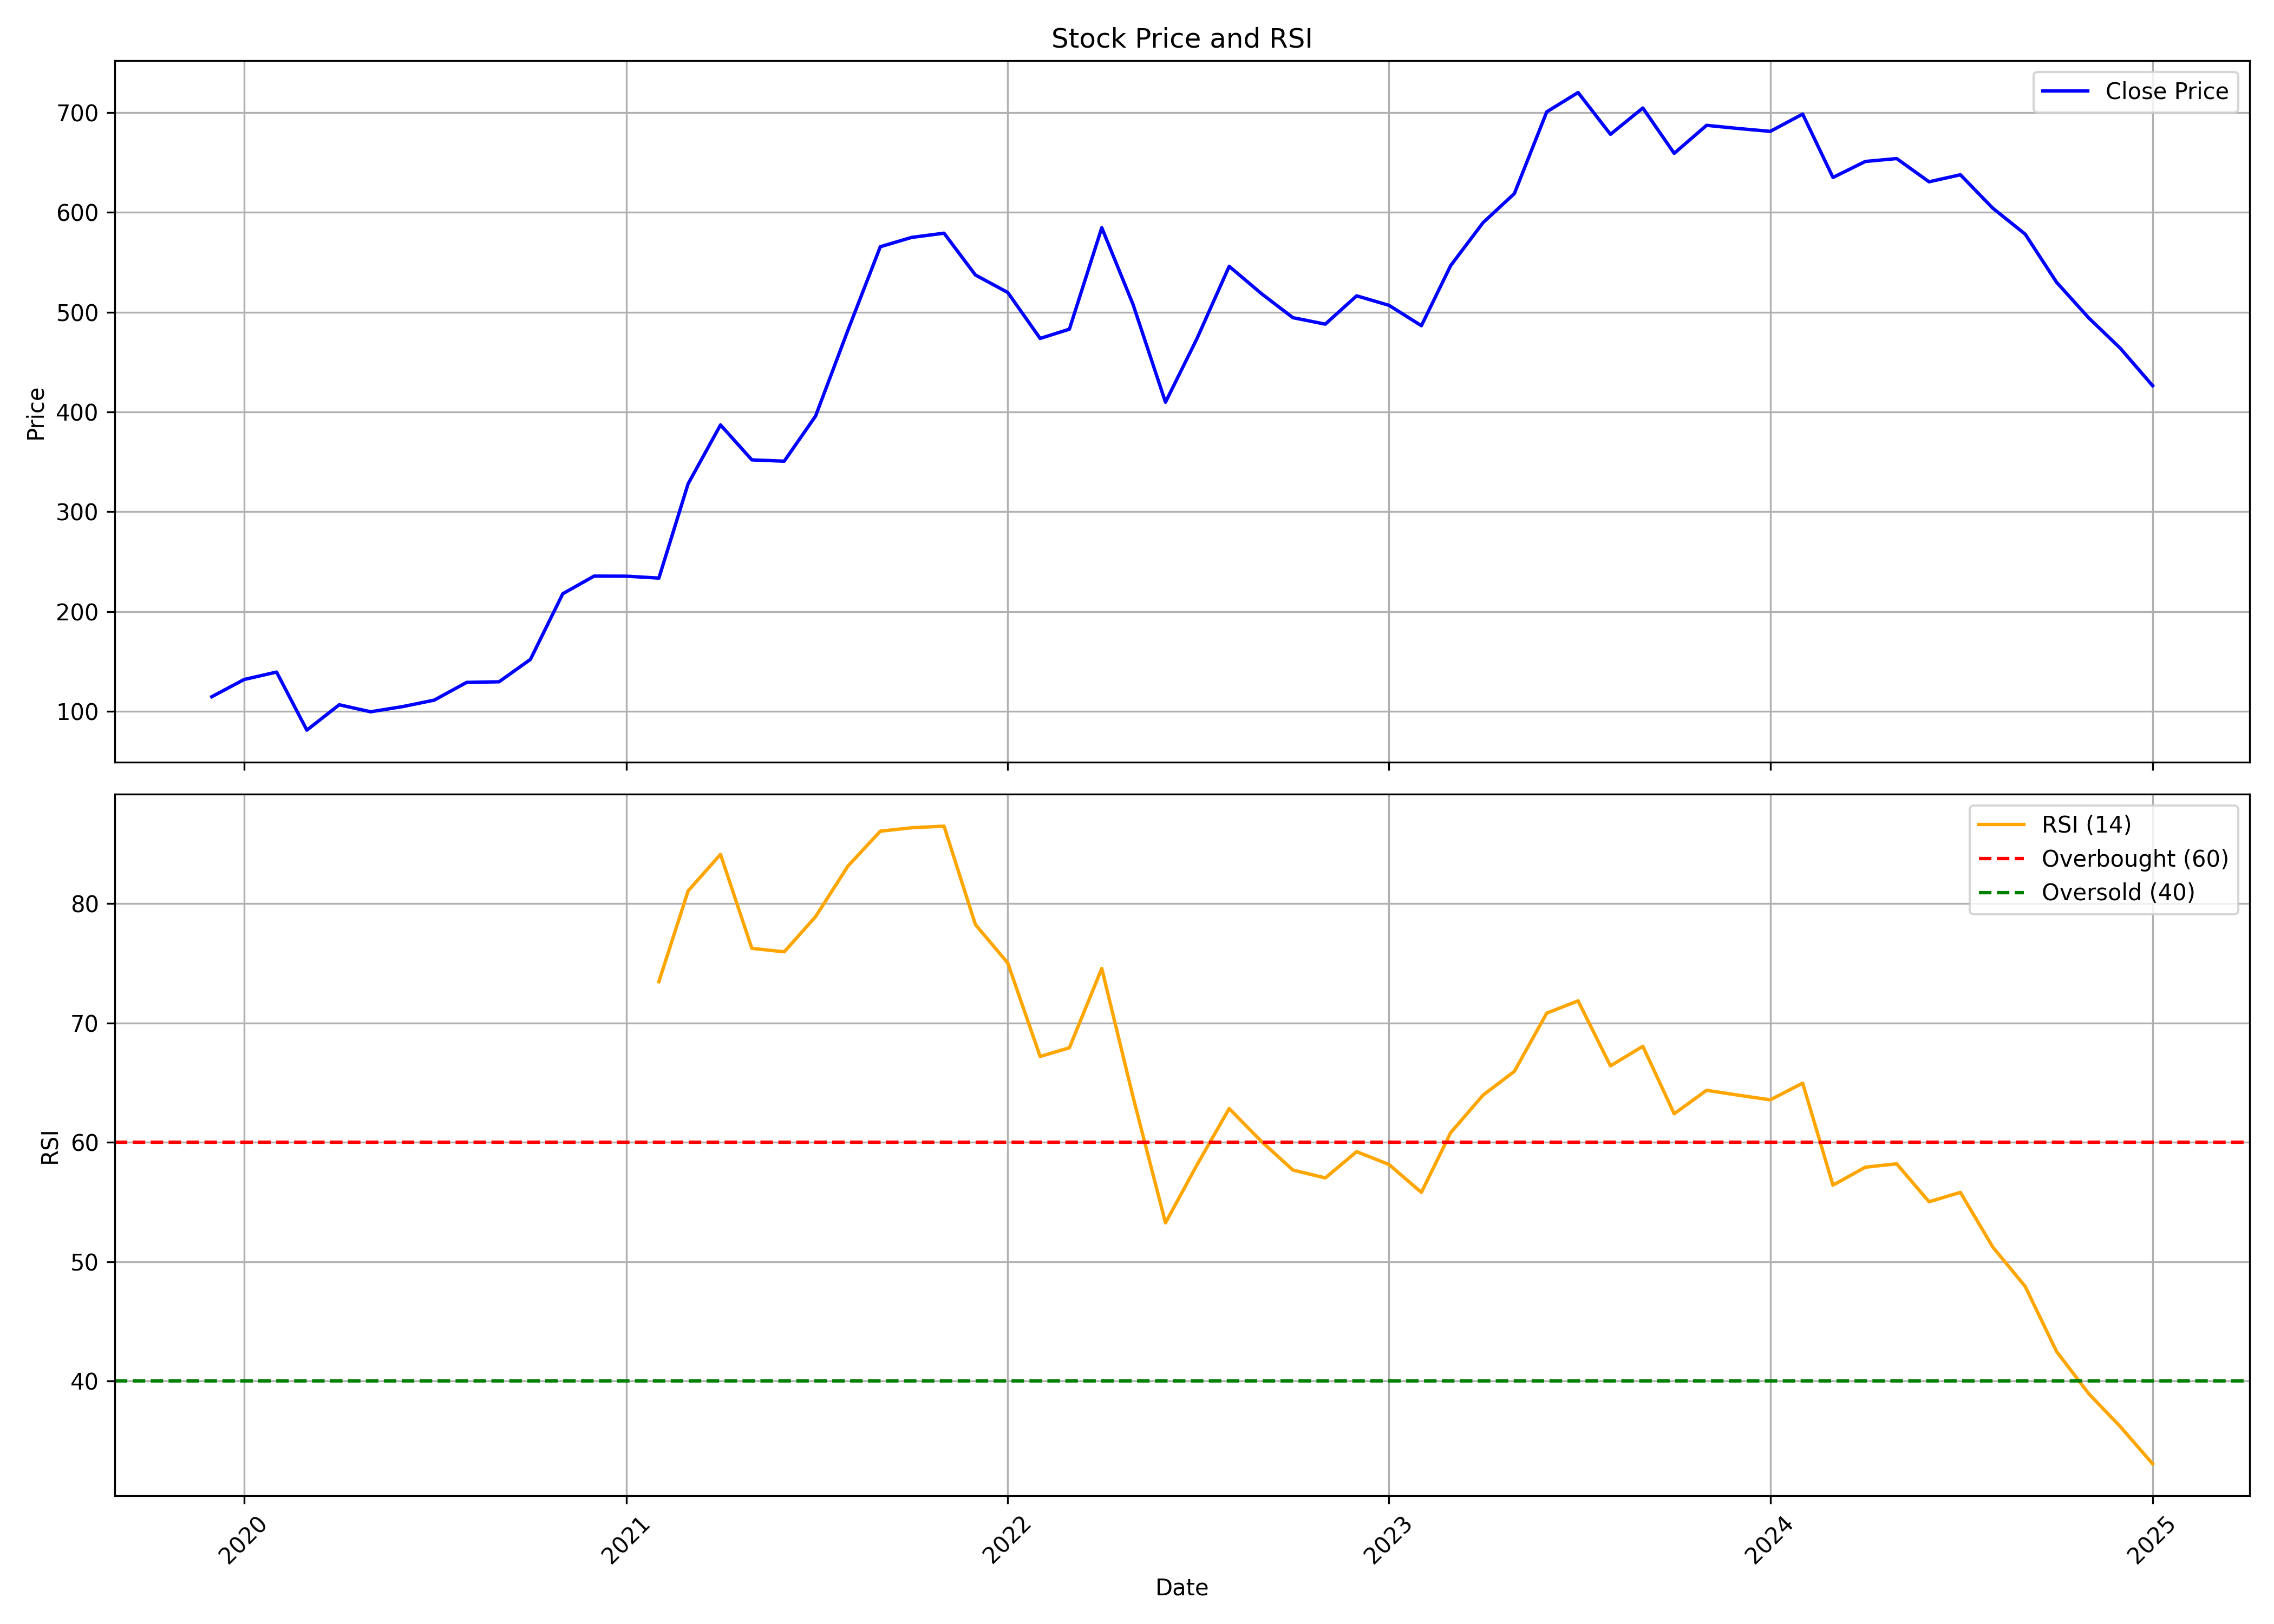 Stock Price and RSI
Close Price
700
600
500
400
300
200
100
Price
RSI (14)
Overbought (60)
Oversold (40)
80
70
60
50
40
RSI
2020
2021
2022
2023
2024
2025
Date